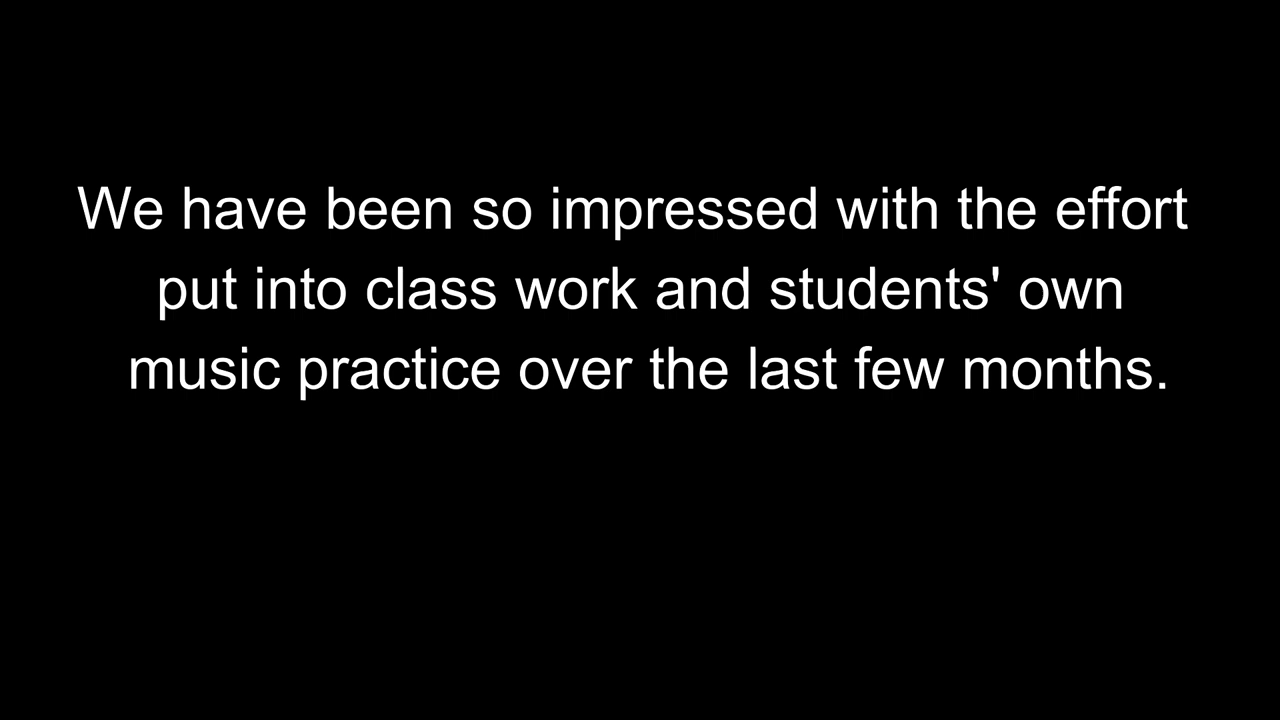 We have been so impressed with the effort
put into class work and students' own
music practice over the last few months.